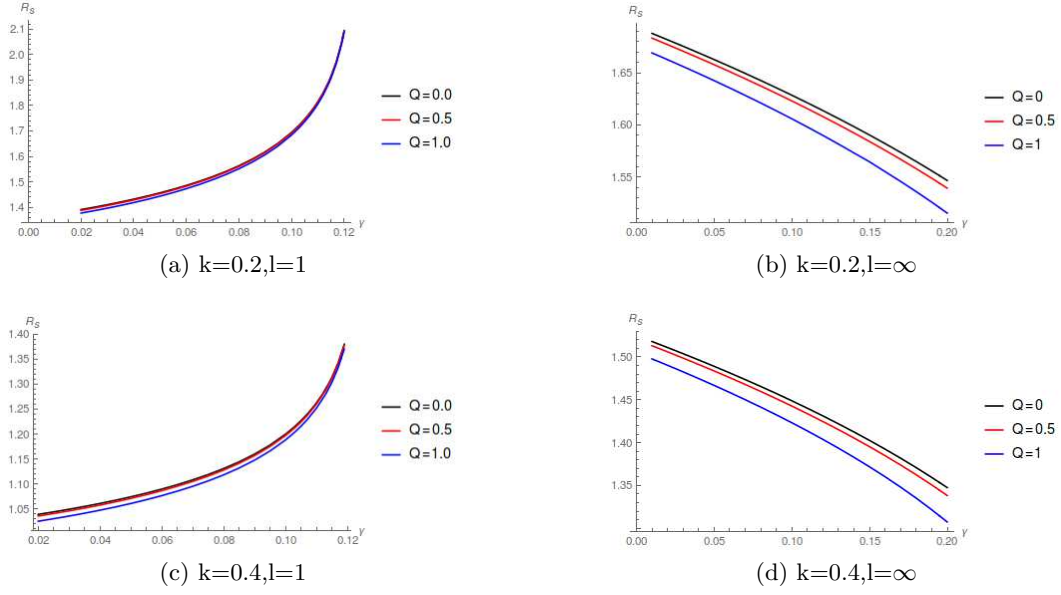 R_S
2.1
2.0
1.9
1.8
1.7
1.6
1.5
1.4
0.00 0.02 0.04 0.06 0.08 0.10 0.12 γ
Q=0.0
Q=0.5
Q=1.0
(a) k=0.2,l=1
R_S
1.65
1.60
1.55
0.00 0.05 0.10 0.15 0.20 γ
Q=0
Q=0.5
Q=1
(b) k=0.2,l=∞
R_S
1.40
1.35
1.30
1.25
1.20
1.15
1.10
1.05
0.02 0.04 0.06 0.08 0.10 0.12 γ
Q=0.0
Q=0.5
Q=1.0
(c) k=0.4,l=1
R_S
1.50
1.45
1.40
1.35
0.00 0.05 0.10 0.15 0.20 γ
Q=0
Q=0.5
Q=1
(d) k=0.4,l=∞